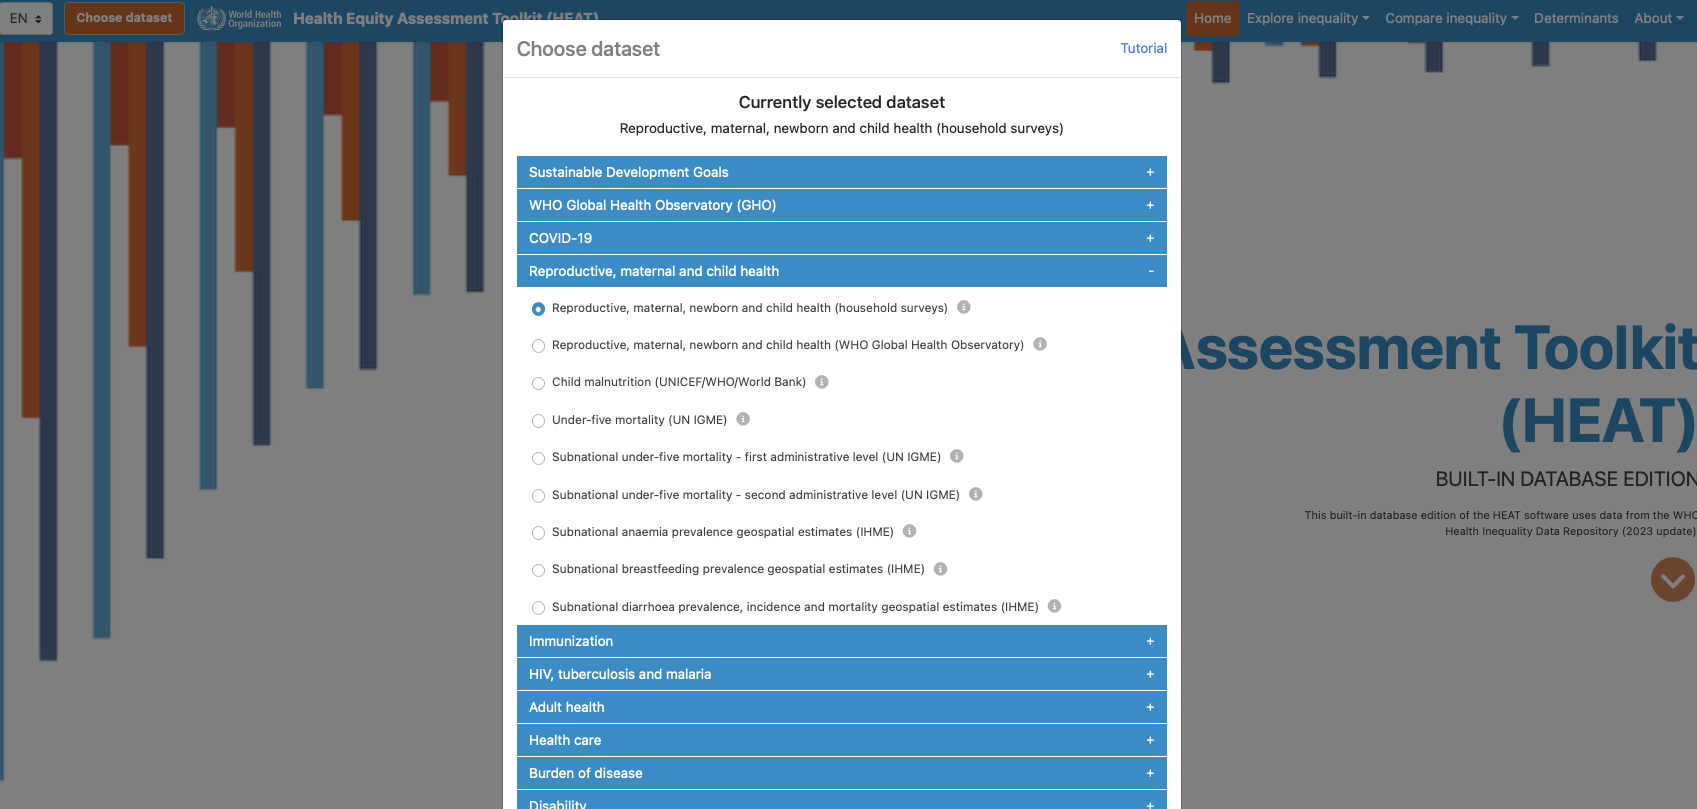 EN
Choose dataset
World Health
Organization
Health Equity Assessment Toolkit (HEAT)
Home
Explore inequality
Compare inequality
Determinants
About
Choose dataset
Tutorial
Currently selected dataset
Reproductive, maternal, newborn and child health (household surveys)
Sustainable Development Goals +
WHO Global Health Observatory (GHO) +
COVID-19 +
Reproductive, maternal and child health -
Reproductive, maternal, newborn and child health (household surveys)
Reproductive, maternal, newborn and child health (WHO Global Health Observatory)
Child malnutrition (UNICEF/WHO/World Bank)
Under-five mortality (UN IGME)
Subnational under-five mortality - first administrative level (UN IGME)
Subnational under-five mortality - second administrative level (UN IGME)
Subnational anaemia prevalence geospatial estimates (IHME)
Subnational breastfeeding prevalence geospatial estimates (IHME)
Subnational diarrhoea prevalence, incidence and mortality geospatial estimates (IHME)
Immunization +
HIV, tuberculosis and malaria +
Adult health +
Health care +
Burden of disease +
Disability +
Assessment Toolkit
(HEAT)
BUILT-IN DATABASE EDITION
This built-in database edition of the HEAT software uses data from the WHO
Health Inequality Data Repository (2023 update)